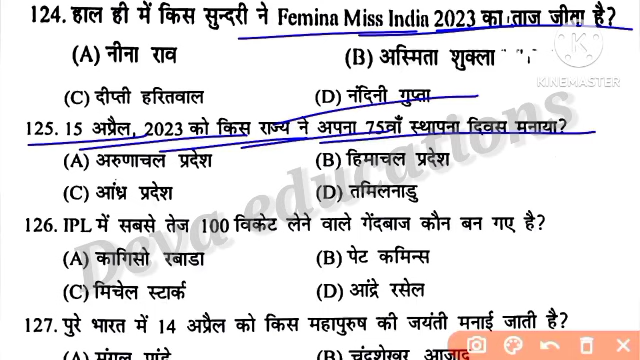 124. हाल ही में किस सुन्दरी ने Femina Miss India 2023 का ताज जीता है?
KINEMASTER
(A) नीना राव (B) अस्मिता शुक्ला
(C) दीप्ती हरितवाल (D) नंदिनी गुप्ता
125. 15 अप्रैल, 2023 को किस राज्य ने अपना 75वाँ स्थापना दिवस मनाया?
(A) अरुणाचल प्रदेश (B) हिमाचल प्रदेश
(C) आंध्र प्रदेश (D) तमिलनाडु
Deva educations
126. IPL में सबसे तेज 100 विकेट लेने वाले गेंदबाज कौन बन गए है?
(A) कागिसो रबाडा (B) पेट कमिन्स
(C) मिचेल स्टार्क (D) आंद्रे रसेल
127. पुरे भारत में 14 अप्रैल को किस महापुरुष की जयंती मनाई जाती है?
(A) मंगल पांडे (B) चंद्रशेखर आजाद